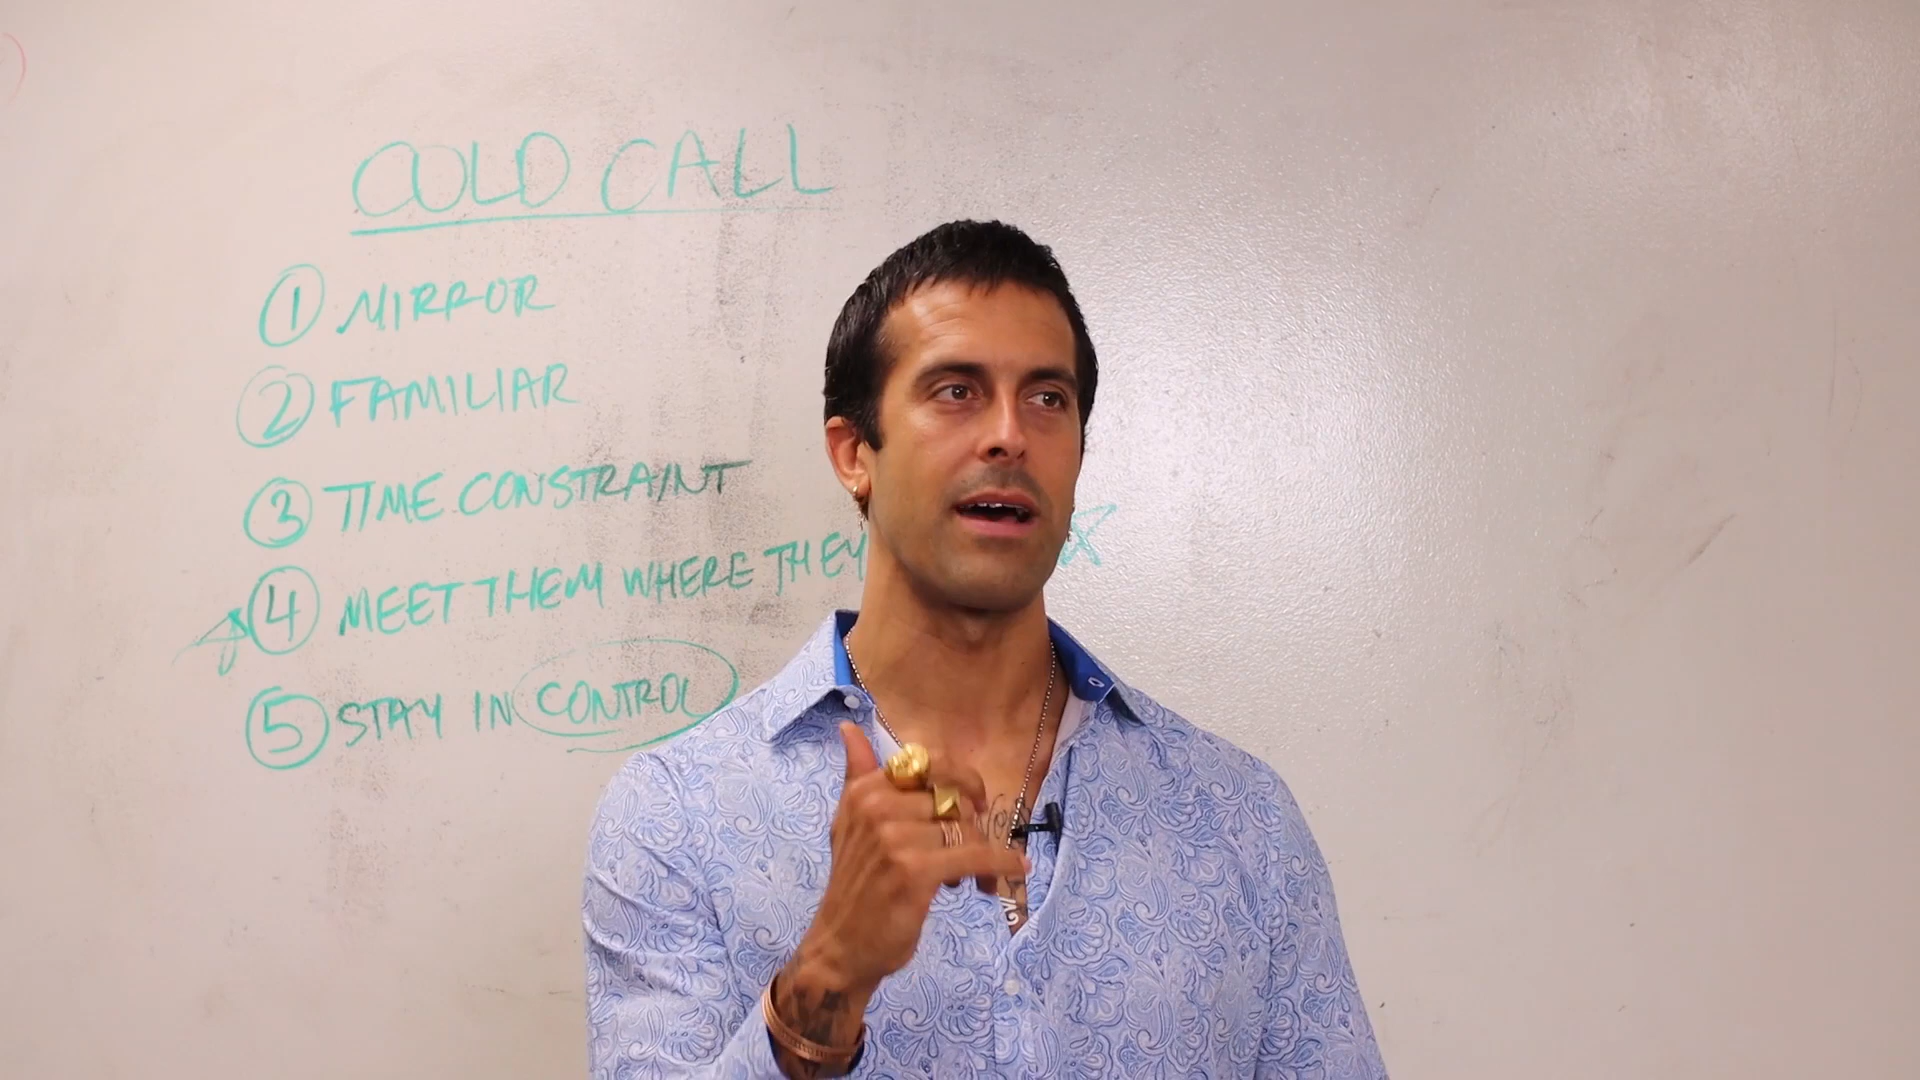 COLD CALL
① MIRROR
② FAMILIAR
③ TIME CONSTRAINT
④ MEET THEM WHERE THEY
⑤ STAY IN CONTROL